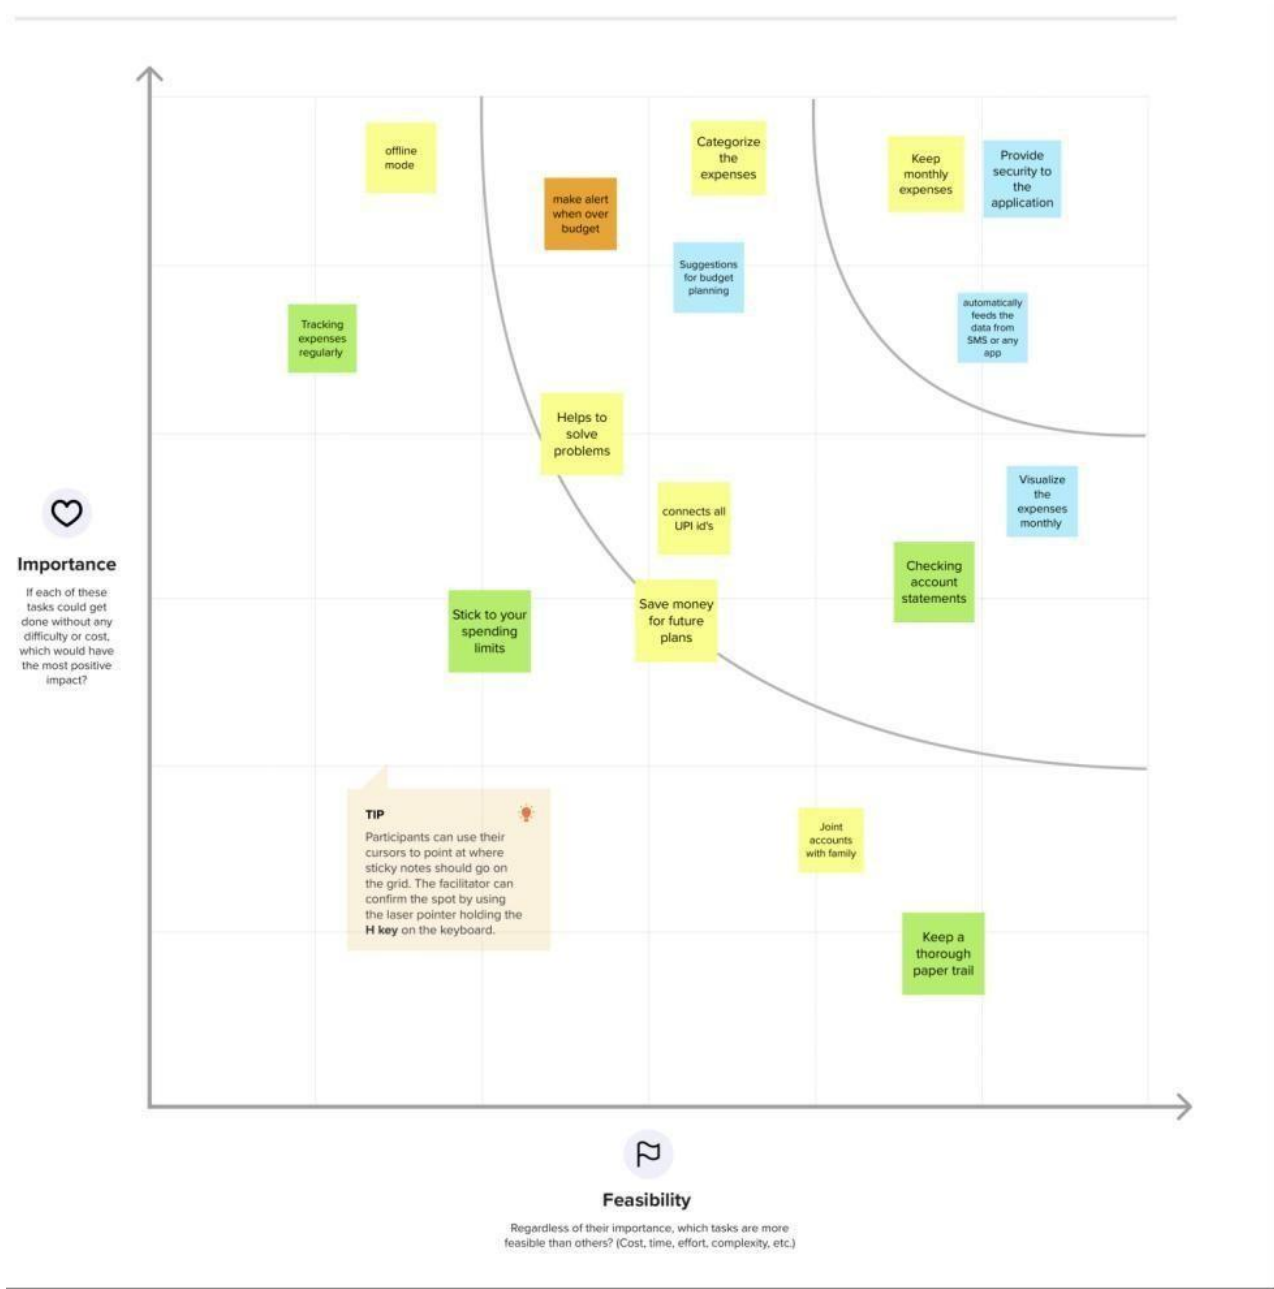 offline
mode
make alert
when over
budget
Categorize
the
expenses
Suggestions
for budget
planning
Keep
monthly
expenses
Provide
security to
the
application
automatically
feeds the
data from
SMS or any
app
Tracking
expenses
regularly
Helps to
solve
problems
connects all
UPI id's
Visualize
the
expenses
monthly
Checking
account
statements
Stick to your
spending
limits
Save money
for future
plans
Importance
If each of these
tasks could get
done without any
difficulty or cost,
which would have
the most positive
impact?
TIP
Participants can use their
cursors to point at where
sticky notes should go on
the grid. The facilitator can
confirm the spot by using
the laser pointer holding the
H key on the keyboard.
Joint
accounts
with family
Keep a
thorough
paper trail
Feasibility
Regardless of their importance, which tasks are more
feasible than others? (Cost, time, effort, complexity, etc.)